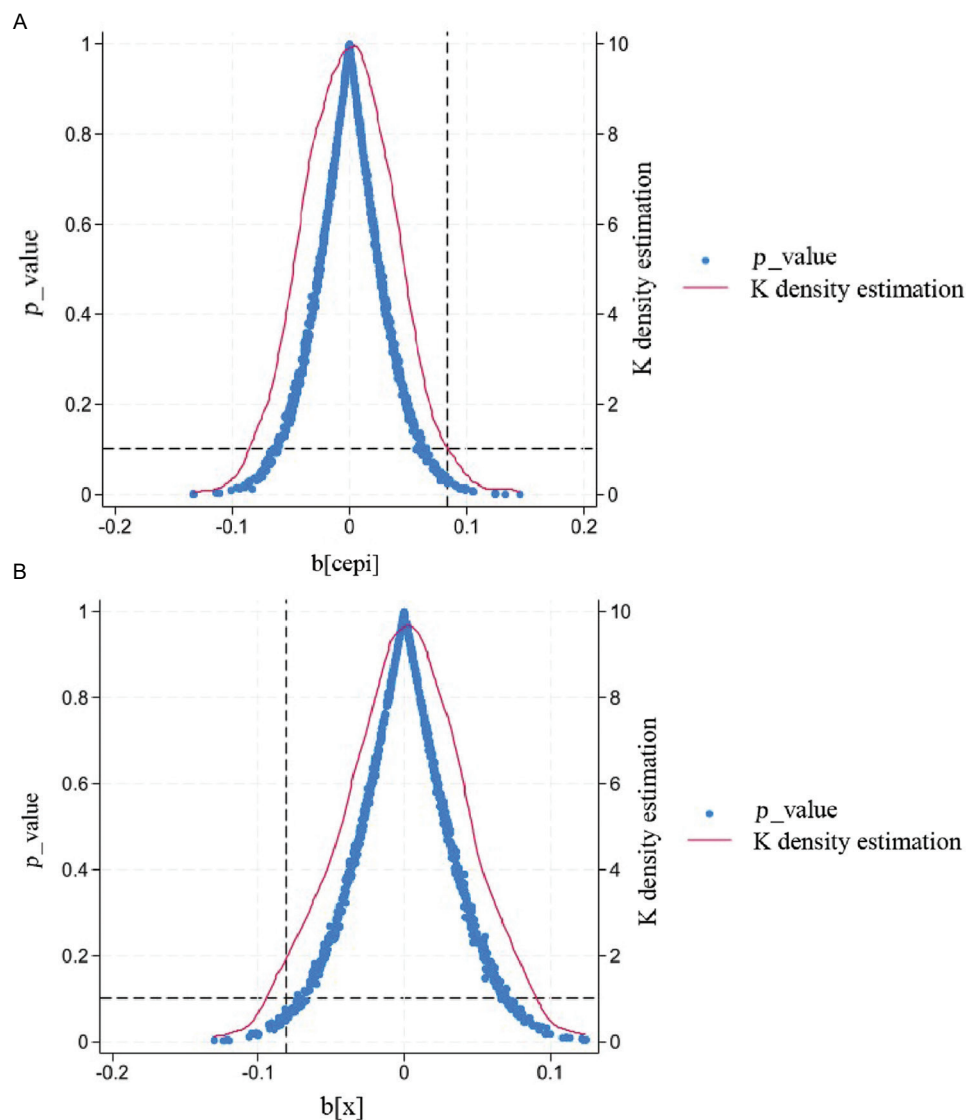 A
1
0.8
0.6
0.4
0.2
0
p_value
10
8
6
4
2
0
K density estimation
-0.2
-0.1
0
0.1
0.2
b[cepi]
p_value
K density estimation
B
1
0.8
0.6
0.4
0.2
0
p_value
10
8
6
4
2
0
K density estimation
-0.2
-0.1
0
0.1
b[x]
p_value
K density estimation